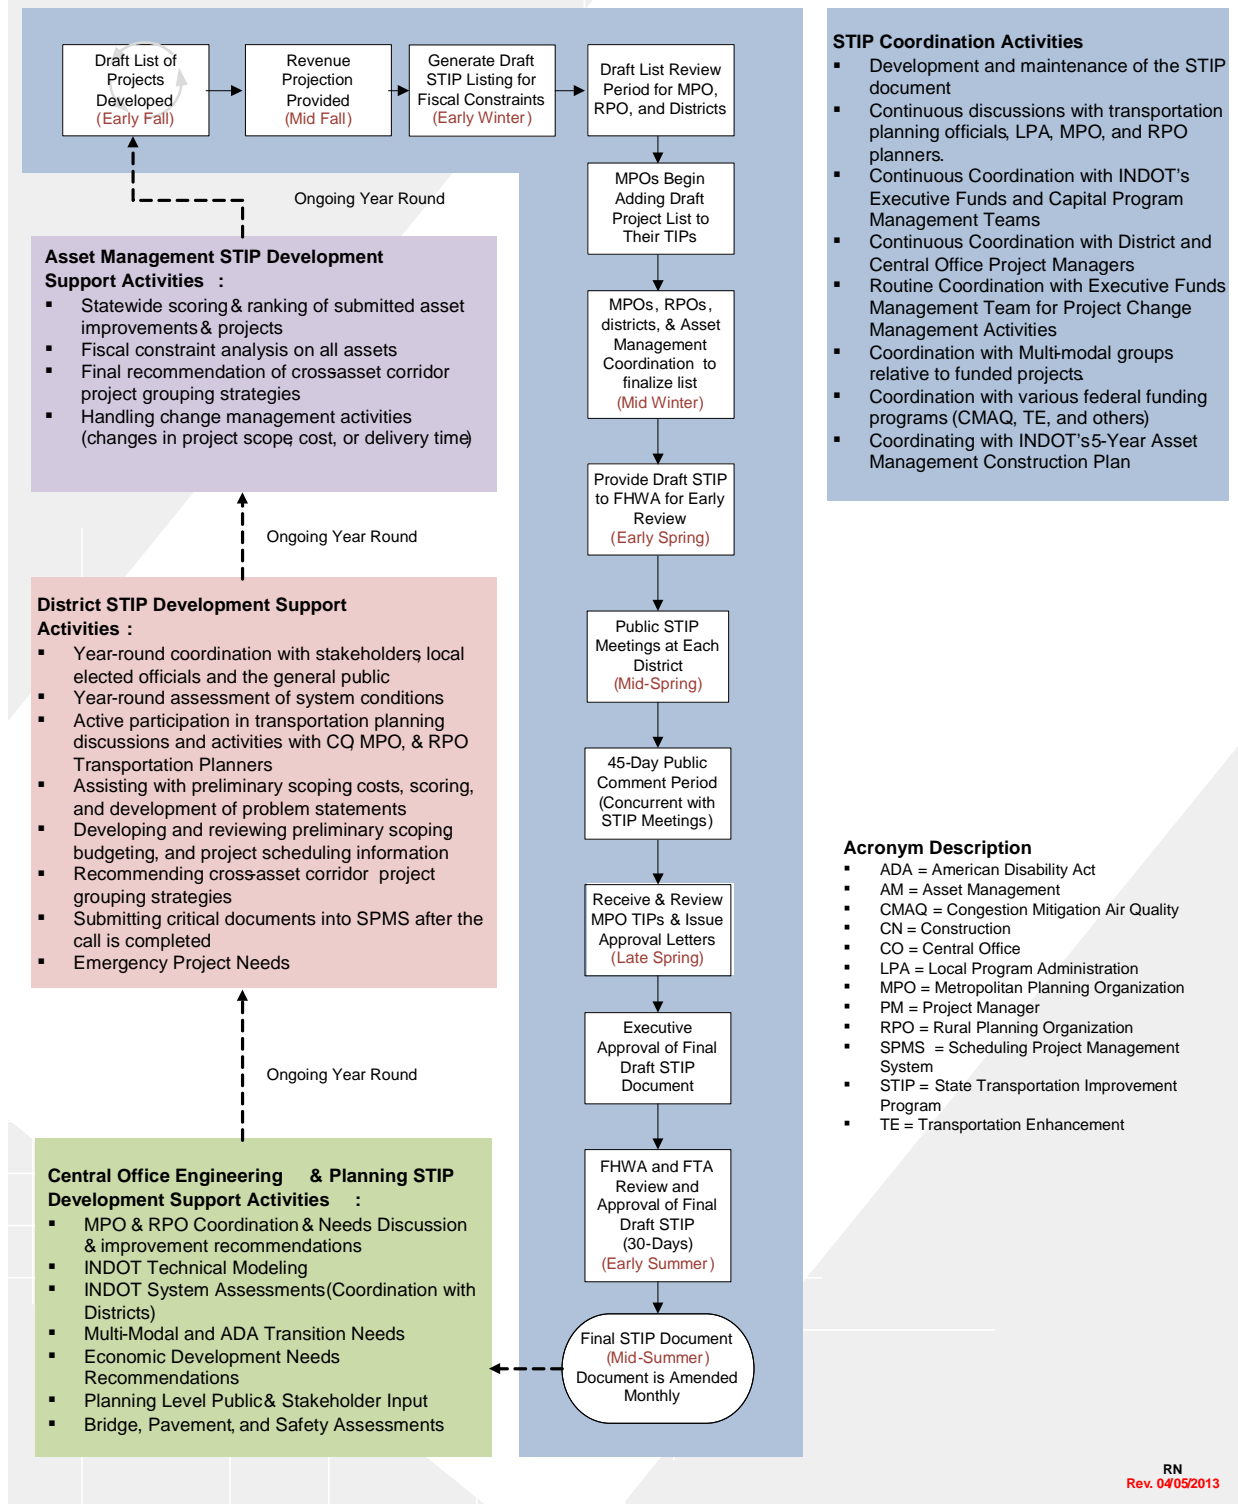 Draft List of
Projects
Developed
(Early Fall)
Revenue
Projection
Provided
(Mid Fall)
Generate Draft
STIP Listing for
Fiscal Constraints
(Early Winter)
Draft List Review
Period for MPO,
RPO, and Districts
MPOs Begin
Adding Draft
Project List to
Their TIPs
MPOs, RPOs,
districts, & Asset
Management
Coordination to
finalize list
(Mid Winter)
Provide Draft STIP
to FHWA for Early
Review
(Early Spring)
Public STIP
Meetings at Each
District
(Mid-Spring)
45-Day Public
Comment Period
(Concurrent with
STIP Meetings)
Receive & Review
MPO TIPs & Issue
Approval Letters
(Late Spring)
Executive
Approval of Final
Draft STIP
Document
FHWA and FTA
Review and
Approval of Final
Draft STIP
(30-Days)
(Early Summer)
Final STIP Document
(Mid-Summer)
Document is Amended
Monthly
Ongoing Year Round
Asset Management STIP Development
Support Activities :
▪ Statewide scoring & ranking of submitted asset
improvements & projects
▪ Fiscal constraint analysis on all assets
▪ Final recommendation of crossasset corridor
project grouping strategies
▪ Handling change management activities
(changes in project scope, cost, or delivery time)
Ongoing Year Round
District STIP Development Support
Activities :
▪ Year-round coordination with stakeholders, local
elected officials and the general public
▪ Year-round assessment of system conditions
▪ Active participation in transportation planning
discussions and activities with CO, MPO, & RPO
Transportation Planners
▪ Assisting with preliminary scoping costs, scoring,
and development of problem statements
▪ Developing and reviewing preliminary scoping,
budgeting, and project scheduling information
▪ Recommending cross-asset corridor project
grouping strategies
▪ Submitting critical documents into SPMS after the
call is completed
▪ Emergency Project Needs
Ongoing Year Round
Central Office Engineering & Planning STIP
Development Support Activities :
▪ MPO & RPO Coordination & Needs Discussion
& improvement recommendations
▪ INDOT Technical Modeling
▪ INDOT System Assessments (Coordination with
Districts)
▪ Multi-Modal and ADA Transition Needs
▪ Economic Development Needs
Recommendations
▪ Planning Level Public & Stakeholder Input
▪ Bridge, Pavement, and Safety Assessments
STIP Coordination Activities
▪ Development and maintenance of the STIP
document
▪ Continuous discussions with transportation
planning officials, LPA, MPO, and RPO
planners.
▪ Continuous Coordination with INDOT's
Executive Funds and Capital Program
Management Teams
▪ Continuous Coordination with District and
Central Office Project Managers
▪ Routine Coordination with Executive Funds
Management Team for Project Change
Management Activities
▪ Coordination with Multi-modal groups
relative to funded projects.
▪ Coordination with various federal funding
programs (CMAQ, TE, and others)
▪ Coordinating with INDOT's 5-Year Asset
Management Construction Plan
Acronym Description
▪ ADA = American Disability Act
▪ AM = Asset Management
▪ CMAQ = Congestion Mitigation Air Quality
▪ CN = Construction
▪ CO = Central Office
▪ LPA = Local Program Administration
▪ MPO = Metropolitan Planning Organization
▪ PM = Project Manager
▪ RPO = Rural Planning Organization
▪ SPMS = Scheduling Project Management
System
▪ STIP = State Transportation Improvement
Program
▪ TE = Transportation Enhancement
RN
Rev. 04/05/2013